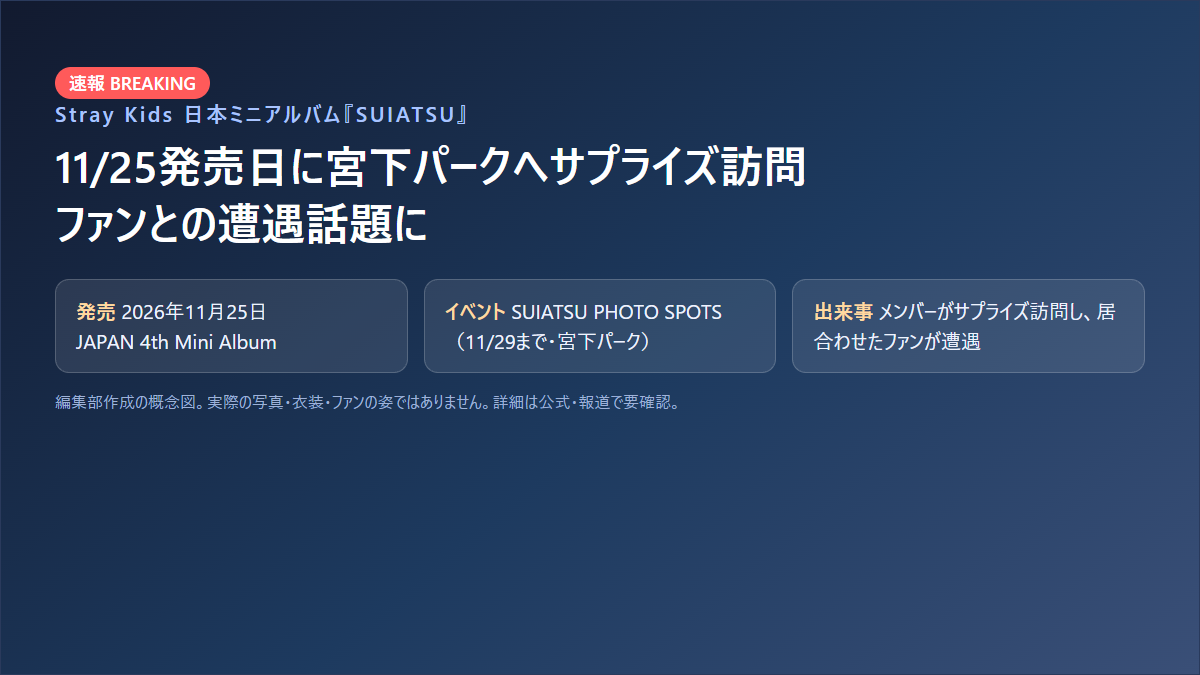 速報 BREAKING
Stray Kids 日本ミニアルバム『SUIATSU』
11/25発売日に宮下パークへサプライズ訪問
ファンとの遭遇話題に
発売 2026年11月25日
JAPAN 4th Mini Album
イベント SUIATSU PHOTO SPOTS
（11/29まで・宮下パーク）
出来事 メンバーがサプライズ訪問し、居
合わせたファンが遭遇
編集部作成の概念図。実際の写真・衣装・ファンの姿ではありません。詳細は公式・報道で要確認。